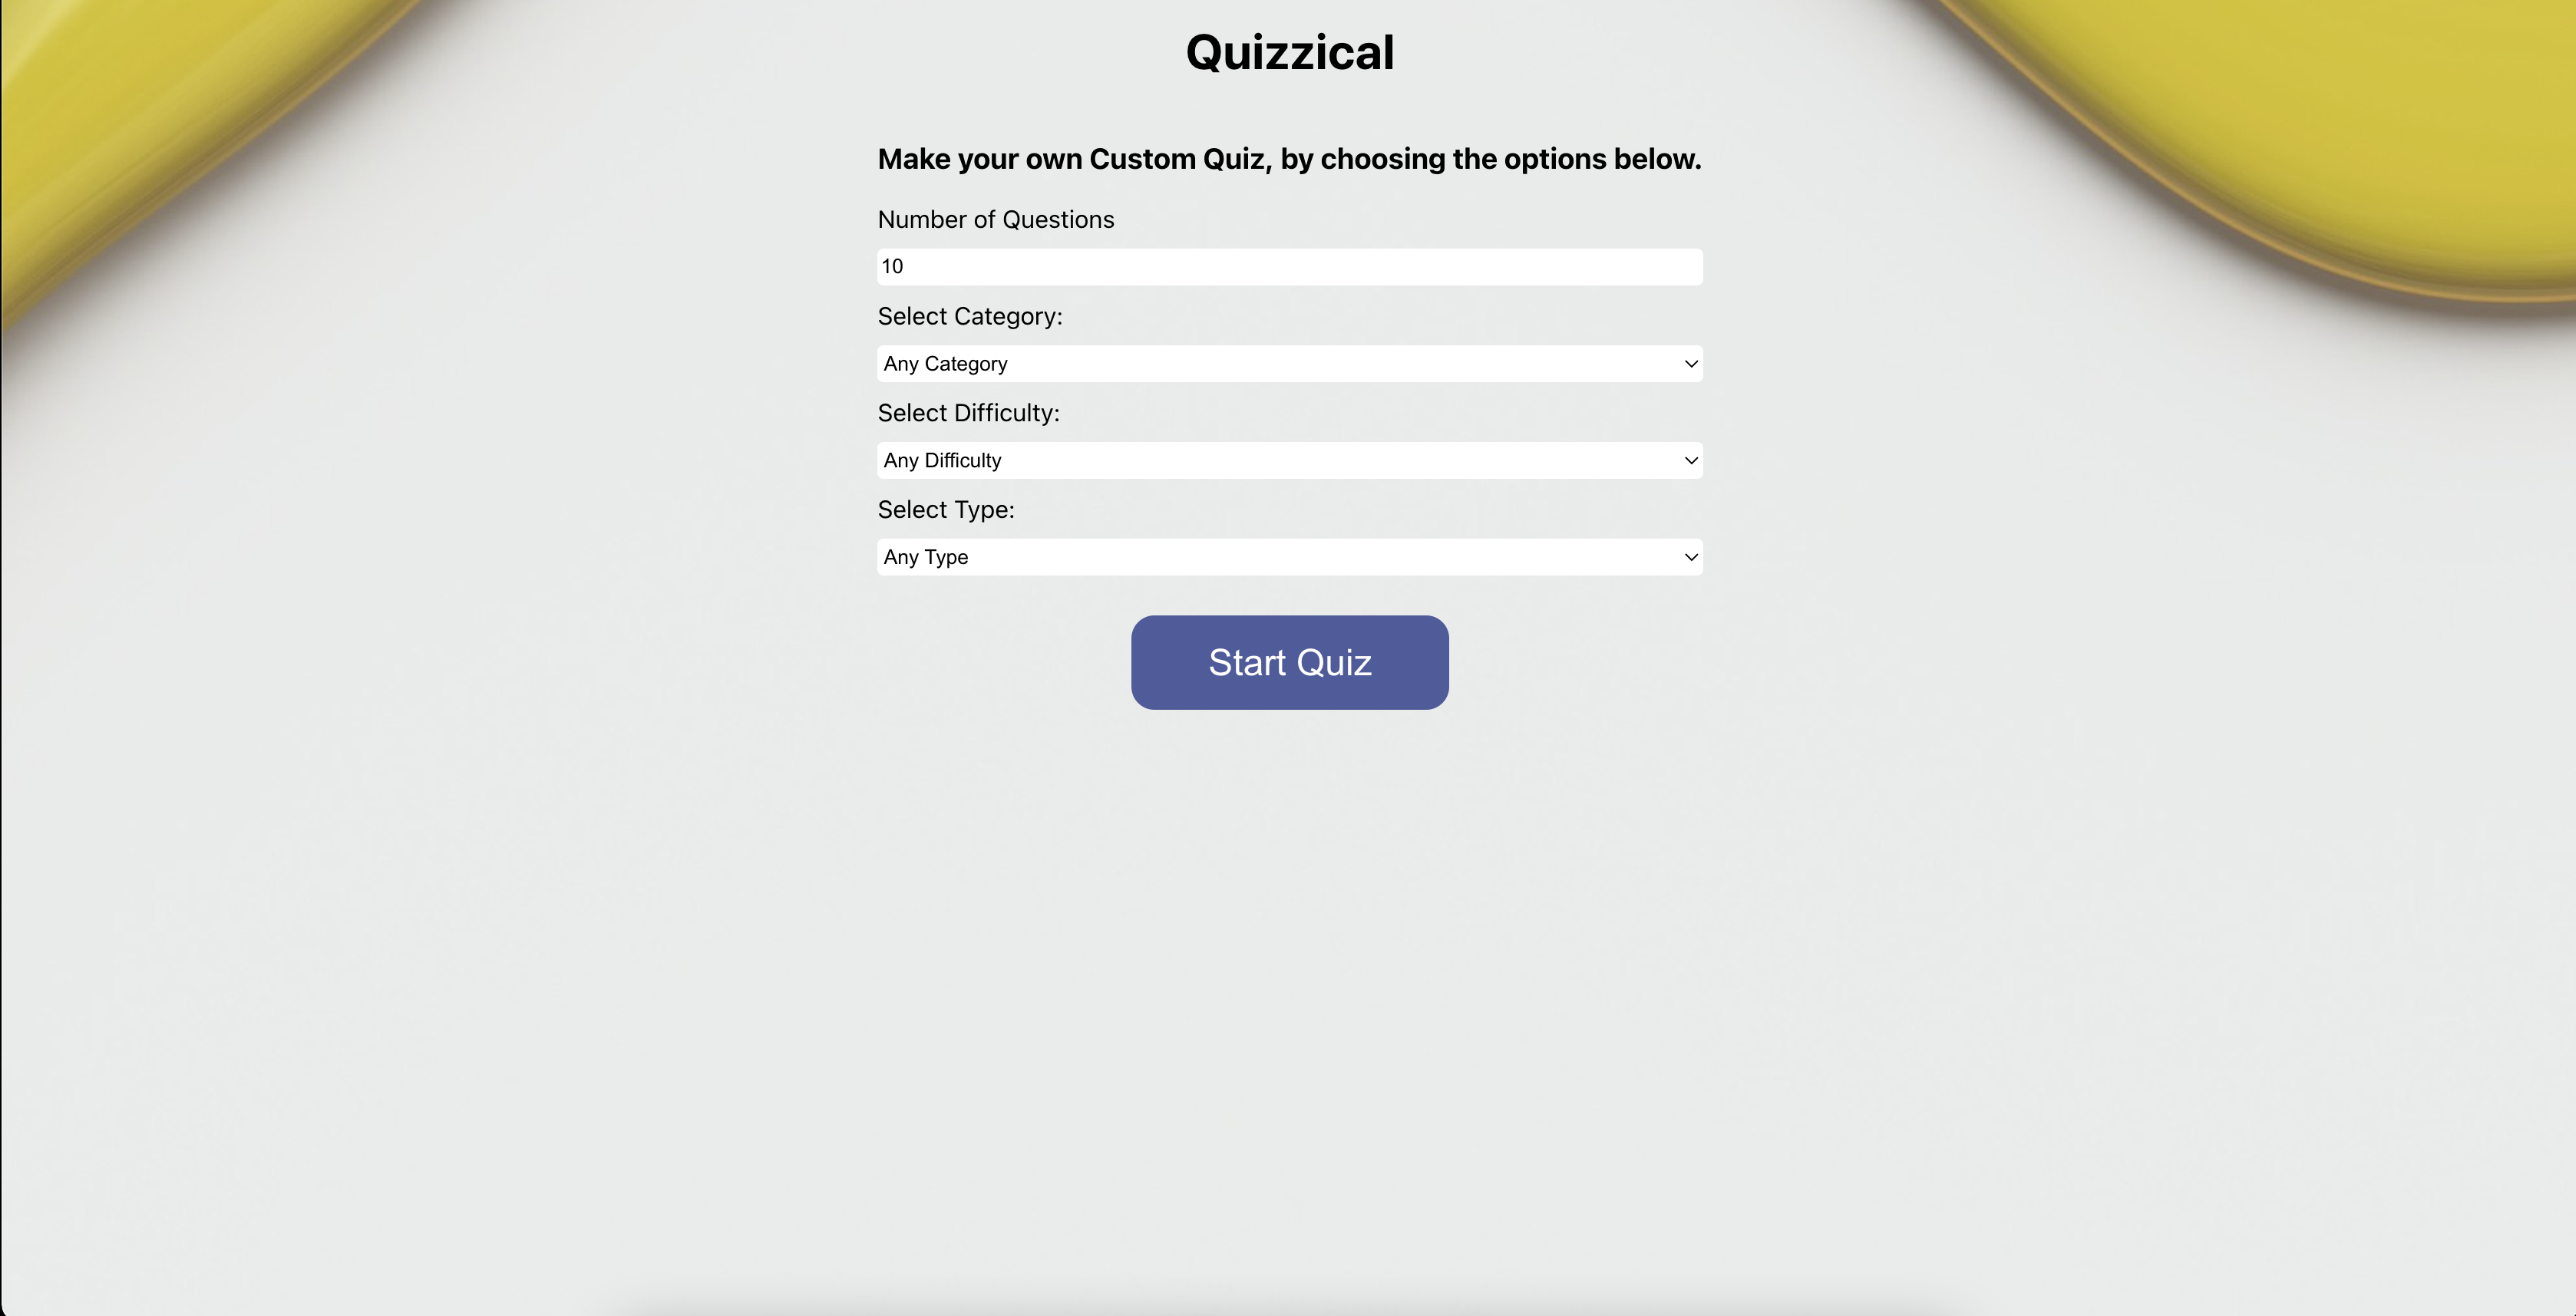 Quizzical
Make your own Custom Quiz, by choosing the options below.
Number of Questions
10
Select Category:
Any Category
Select Difficulty:
Any Difficulty
Select Type:
Any Type
Start Quiz